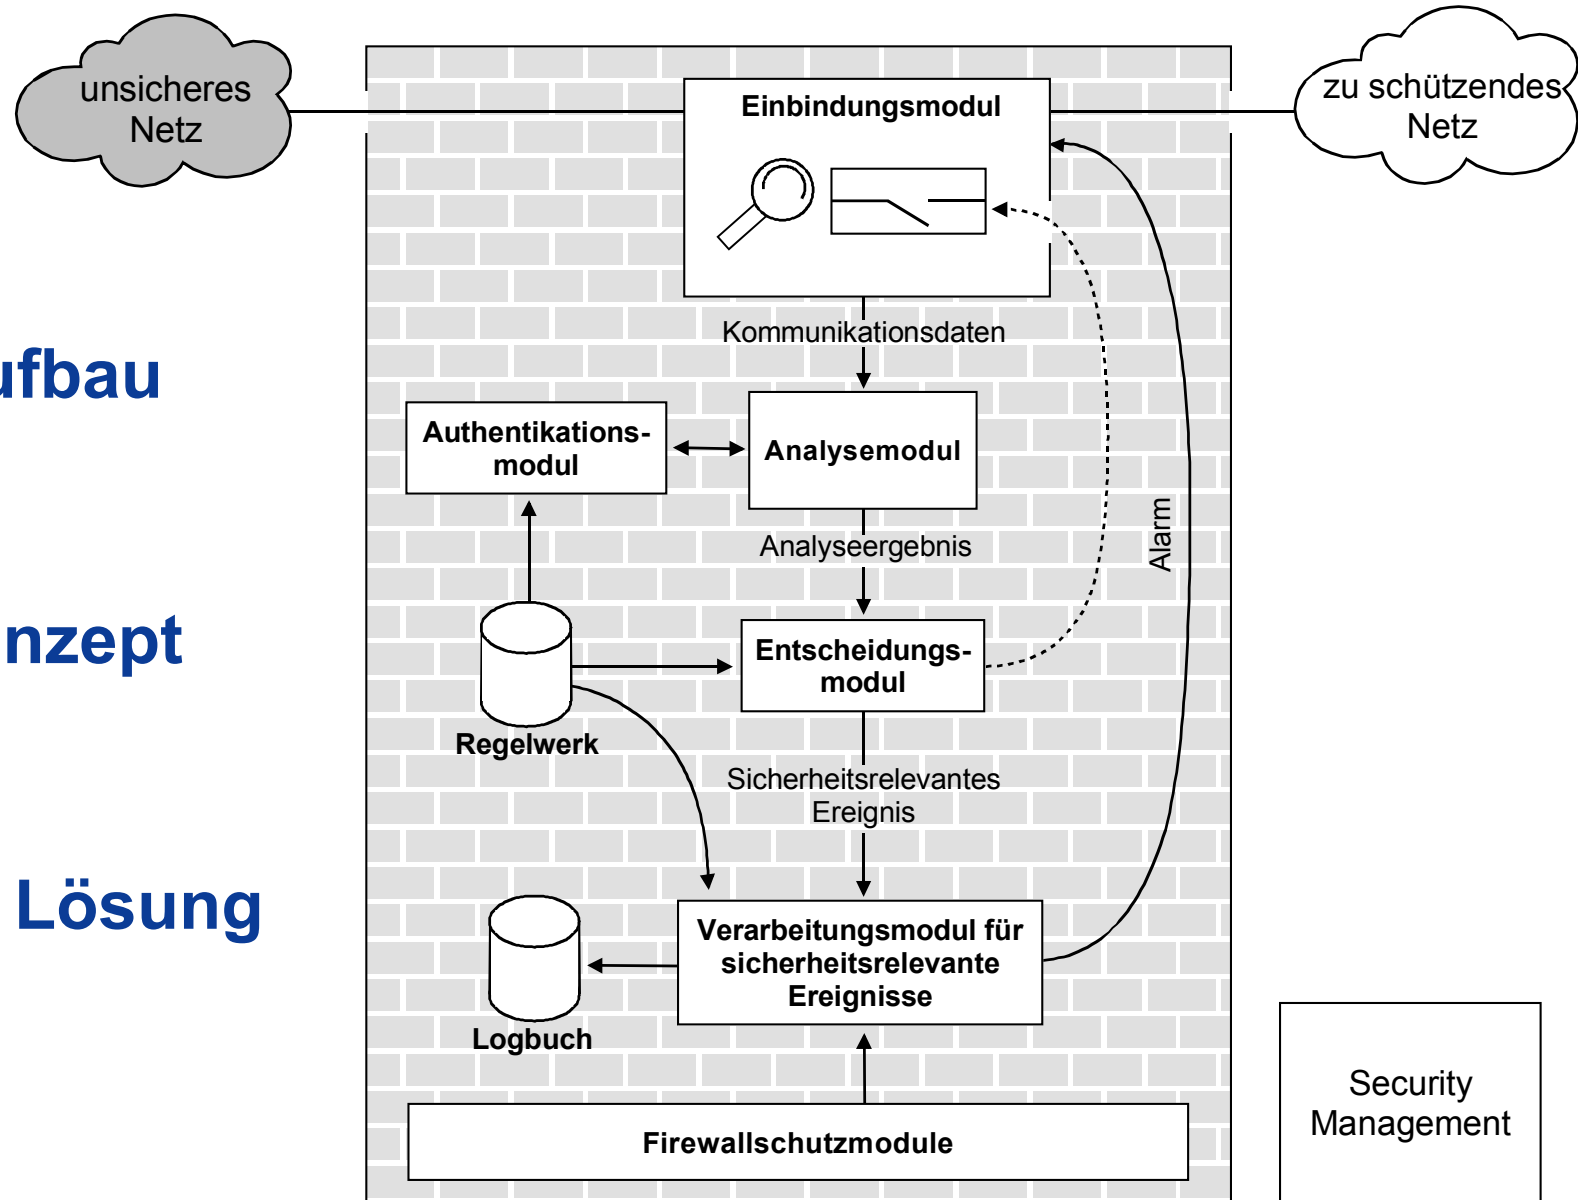 unsicheres
Netz
zu schützendes
Netz
Einbindungsmodul
Kommunikationsdaten
ufbau
Authentikations-
modul
Analysemodul
Alarm
Analyseergebnis
nzept
Entscheidungs-
modul
Regelwerk
Sicherheitsrelevantes
Ereignis
Lösung
Verarbeitungsmodul für
sicherheitsrelevante
Ereignisse
Logbuch
Security
Management
Firewallschutzmodule